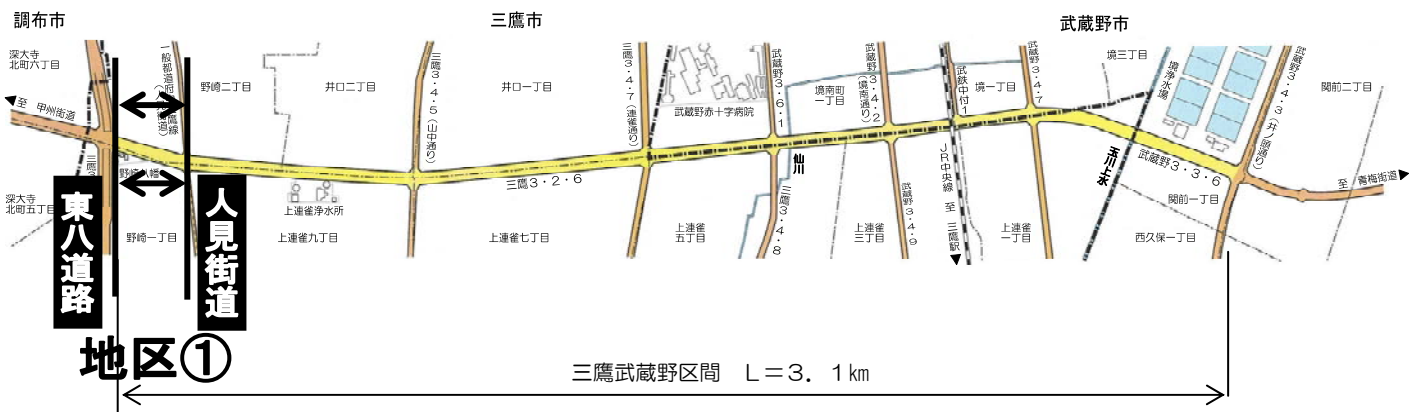 調布市
三鷹市
武蔵野市
深大寺
北町六丁目
至 甲州街道
野崎二丁目
井口二丁目
三鷹3・4・5(山中通り)
井口一丁目
三鷹3・4・7(連雀通り)
武蔵野赤十字病院
武蔵野3・6・1
境南町
一丁目
武蔵野3・4・2
(境南通り)
武鉄中付1
境一丁目
武蔵野3・4・7
境三丁目
境浄水場
武蔵野3・4・3(井ノ頭通り)
関前二丁目
野崎八幡
三鷹3・2・6
仙川
JR中央線 至 三鷹駅
玉川上水
武蔵野3・3・6
至 青梅街道
深大寺
北町五丁目
東八道路
野崎一丁目
人見街道
上連雀浄水所
上連雀九丁目
上連雀七丁目
上連雀
五丁目
三鷹3・4・8
上連雀
三丁目
武蔵野3・4・9
上連雀
一丁目
関前一丁目
西久保一丁目
地区①
三鷹武蔵野区間 L=3.1km